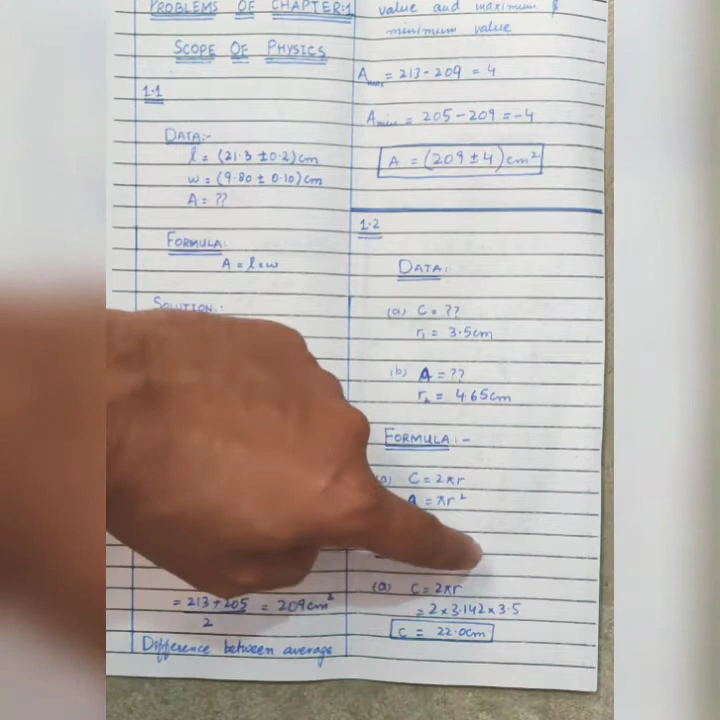 PROBLEMS OF CHAPTER:1
SCOPE OF PHYSICS
1.1
DATA:-
l = (21.3 ±0.2)cm
w = (9.80 ± 0.10)cm
A = ??
FORMULA:
A = l×w
SOLUTION:
= 213 + 205 / 2 = 209cm²
Difference between average
value and maximum &
minimum value
Amax = 213 - 209 = 4
Amin = 205 - 209 = -4
A = (209 ± 4) cm²
1.2
DATA:
(a) C = ??
r₁ = 3.5cm
(b) A = ??
r₂ = 4.65cm
FORMULA:-
(a) C = 2πr
A = πr²
(a) C = 2πr
= 2 × 3.142 × 3.5
C = 22.0cm